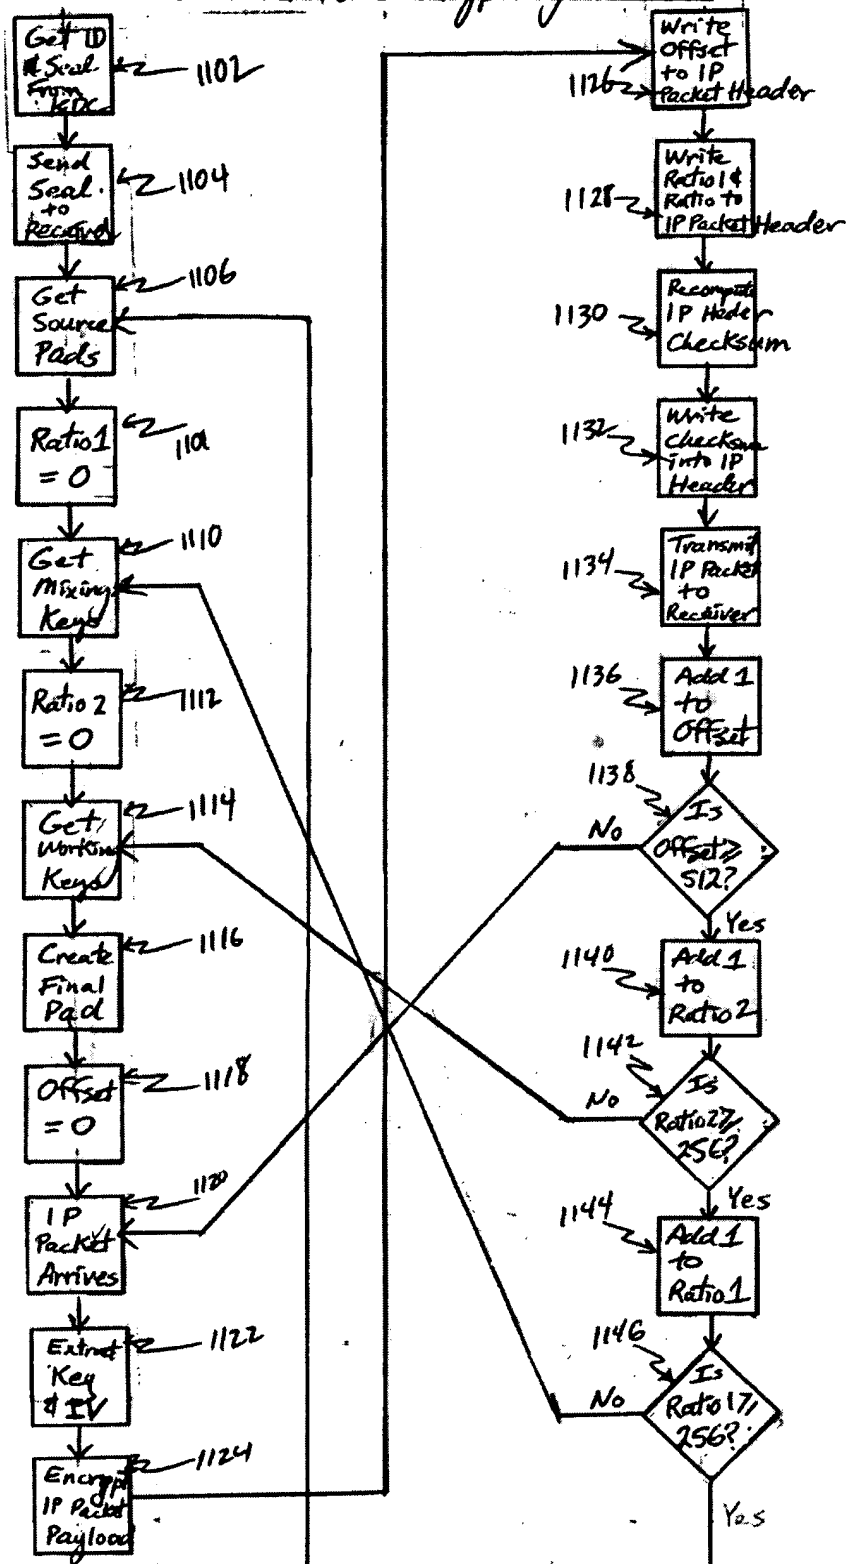 Get ID
& Seal
From
KDC
1102
Send
Seal
to
Receiver
1104
Get
Source
Pads
1106
Ratio 1
= 0
Get
Mixing
Keys
1110
Ratio 2
= 0
1112
Get
Working
Keys
1114
Create
Final
Pad
1116
Offset
= 0
1118
IP
Packet
Arrives
1120
Extract
Key
& IV
1122
Encrypt
IP Packet
Payload
1124
Write
Offset
to IP
Packet Header
1126
Write
Ratio 1 &
Ratio to
IP Packet Header
1128
Recompute
IP Heder
Checksum
1130
Write
Checksum
into IP
Header
1132
Transmit
IP Packet
to
Receiver
1134
Add 1
to
Offset
1136
Is
Offset ≥
512?
1138
No
Yes
Add 1
to
Ratio 2
1140
Is
Ratio 2 ≥
256?
1142
No
Yes
Add 1
to
Ratio 1
1144
Is
Ratio 1 ≥
256?
1146
No
Yes